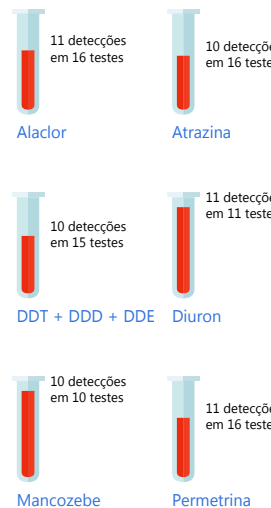 11 detecções
em 16 testes
Alaclor
10
em 16
Atrazina
10 detecções
em 15 testes
DDT + DDD + DDE
11
em 11
Diuron
10 detecções
em 10 testes
Mancozebe
11
em 16
Permetrina